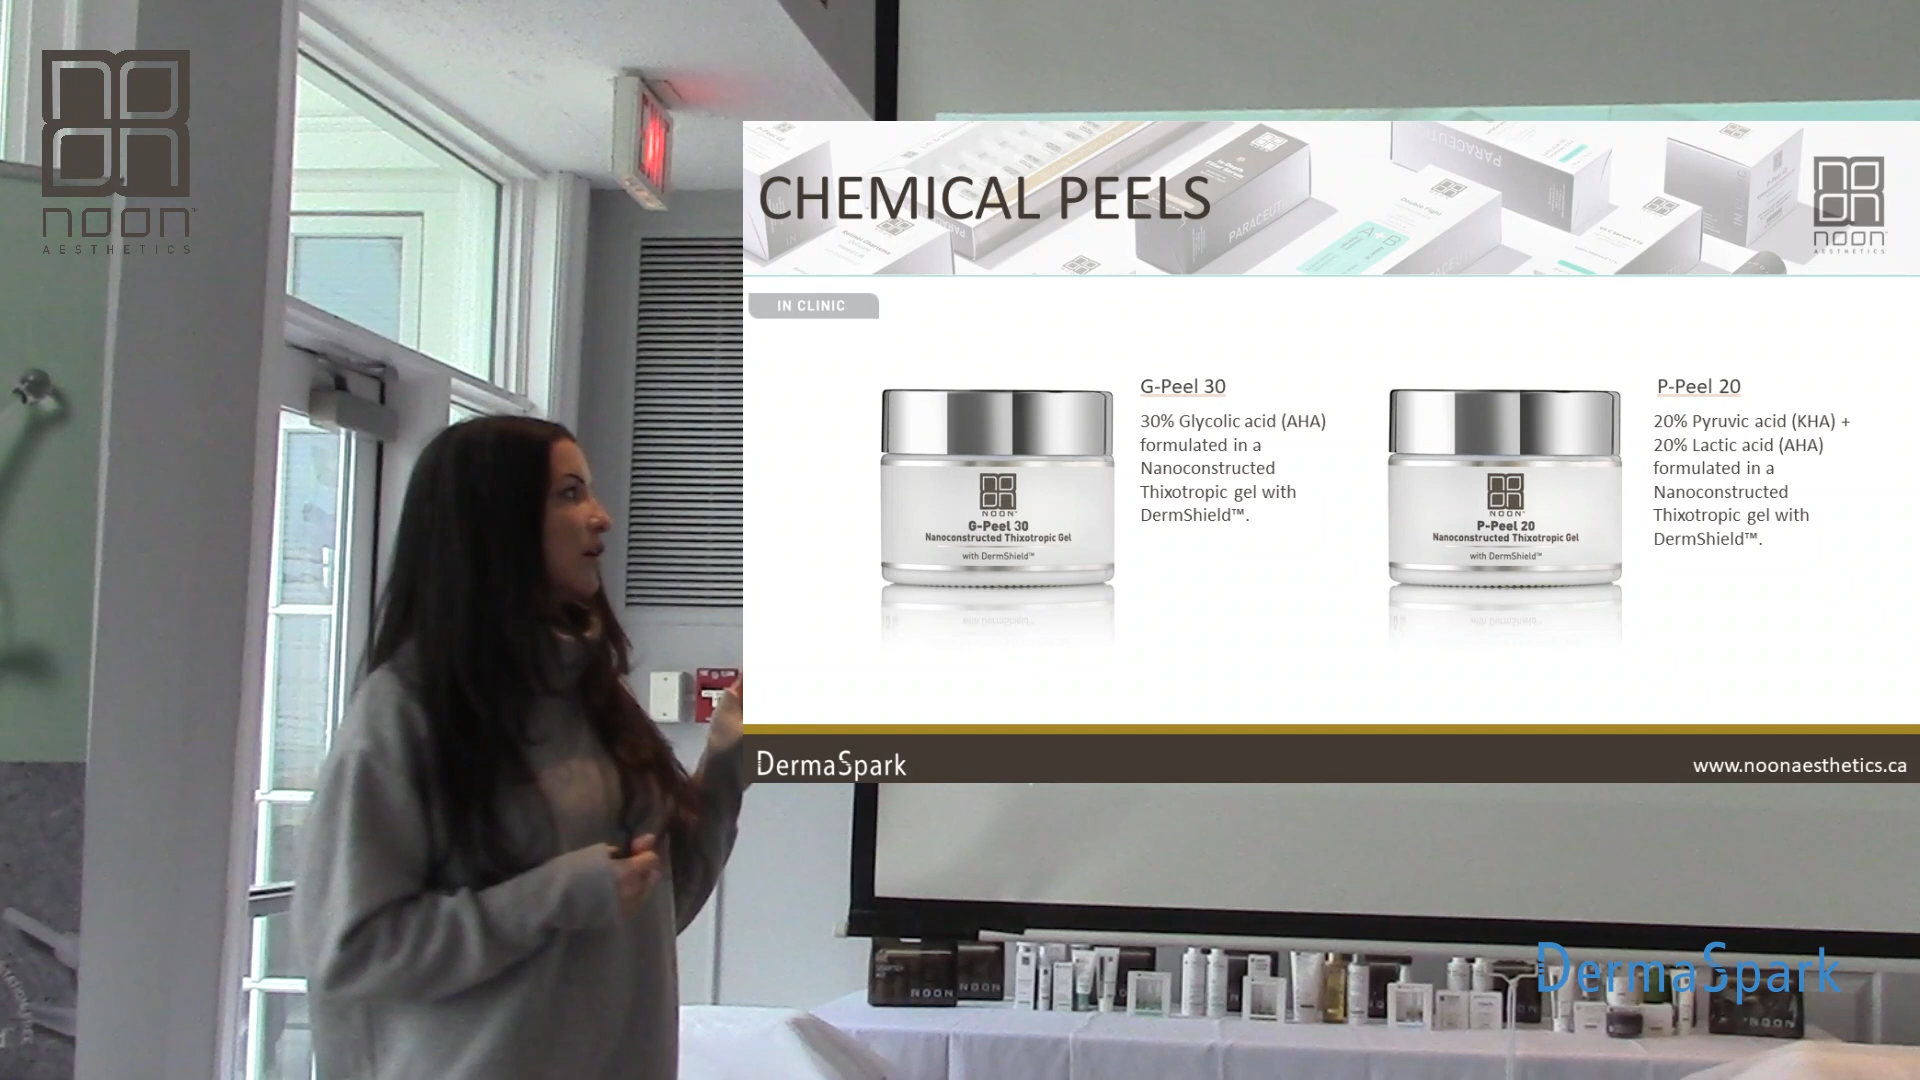 noon
AESTHETICS
CHEMICAL PEELS
noon
AESTHETICS
IN CLINIC
G-Peel 30
30% Glycolic acid (AHA)
formulated in a
Nanoconstructed
Thixotropic gel with
DermShield™.
NOON
G-Peel 30
Nanoconstructed Thixotropic Gel
with DermShield™
P-Peel 20
20% Pyruvic acid (KHA) +
20% Lactic acid (AHA)
formulated in a
Nanoconstructed
Thixotropic gel with
DermShield™.
NOON
P-Peel 20
Nanoconstructed Thixotropic Gel
with DermShield™
DermaSpark
www.noonaesthetics.ca
NOON
NOON
DermaSpark
NOON